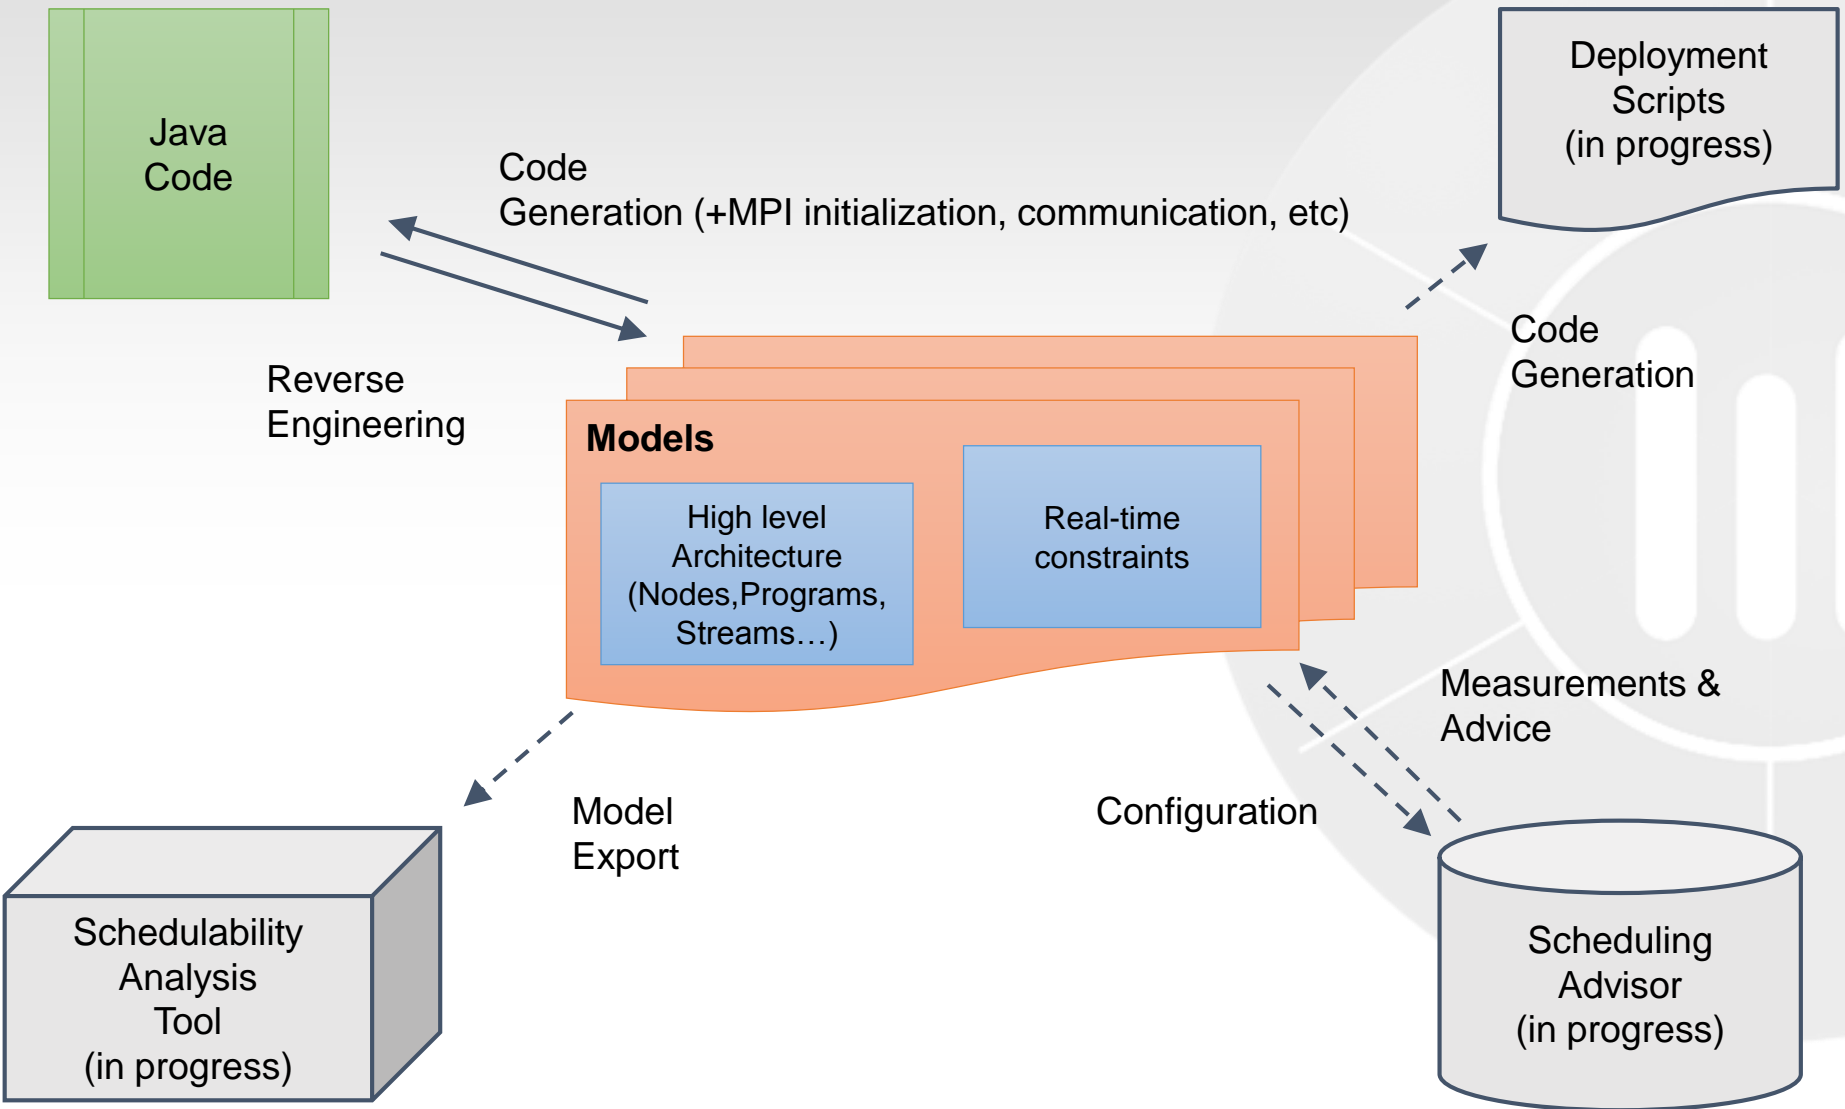 Java
Code
Code
Generation (+MPI initialization, communication, etc)
Deployment
Scripts
(in progress)
Reverse
Engineering
Code
Generation
Models
High level
Architecture
(Nodes,Programs,
Streams…)
Real-time
constraints
Measurements &
Advice
Model
Export
Configuration
Schedulability
Analysis
Tool
(in progress)
Scheduling
Advisor
(in progress)